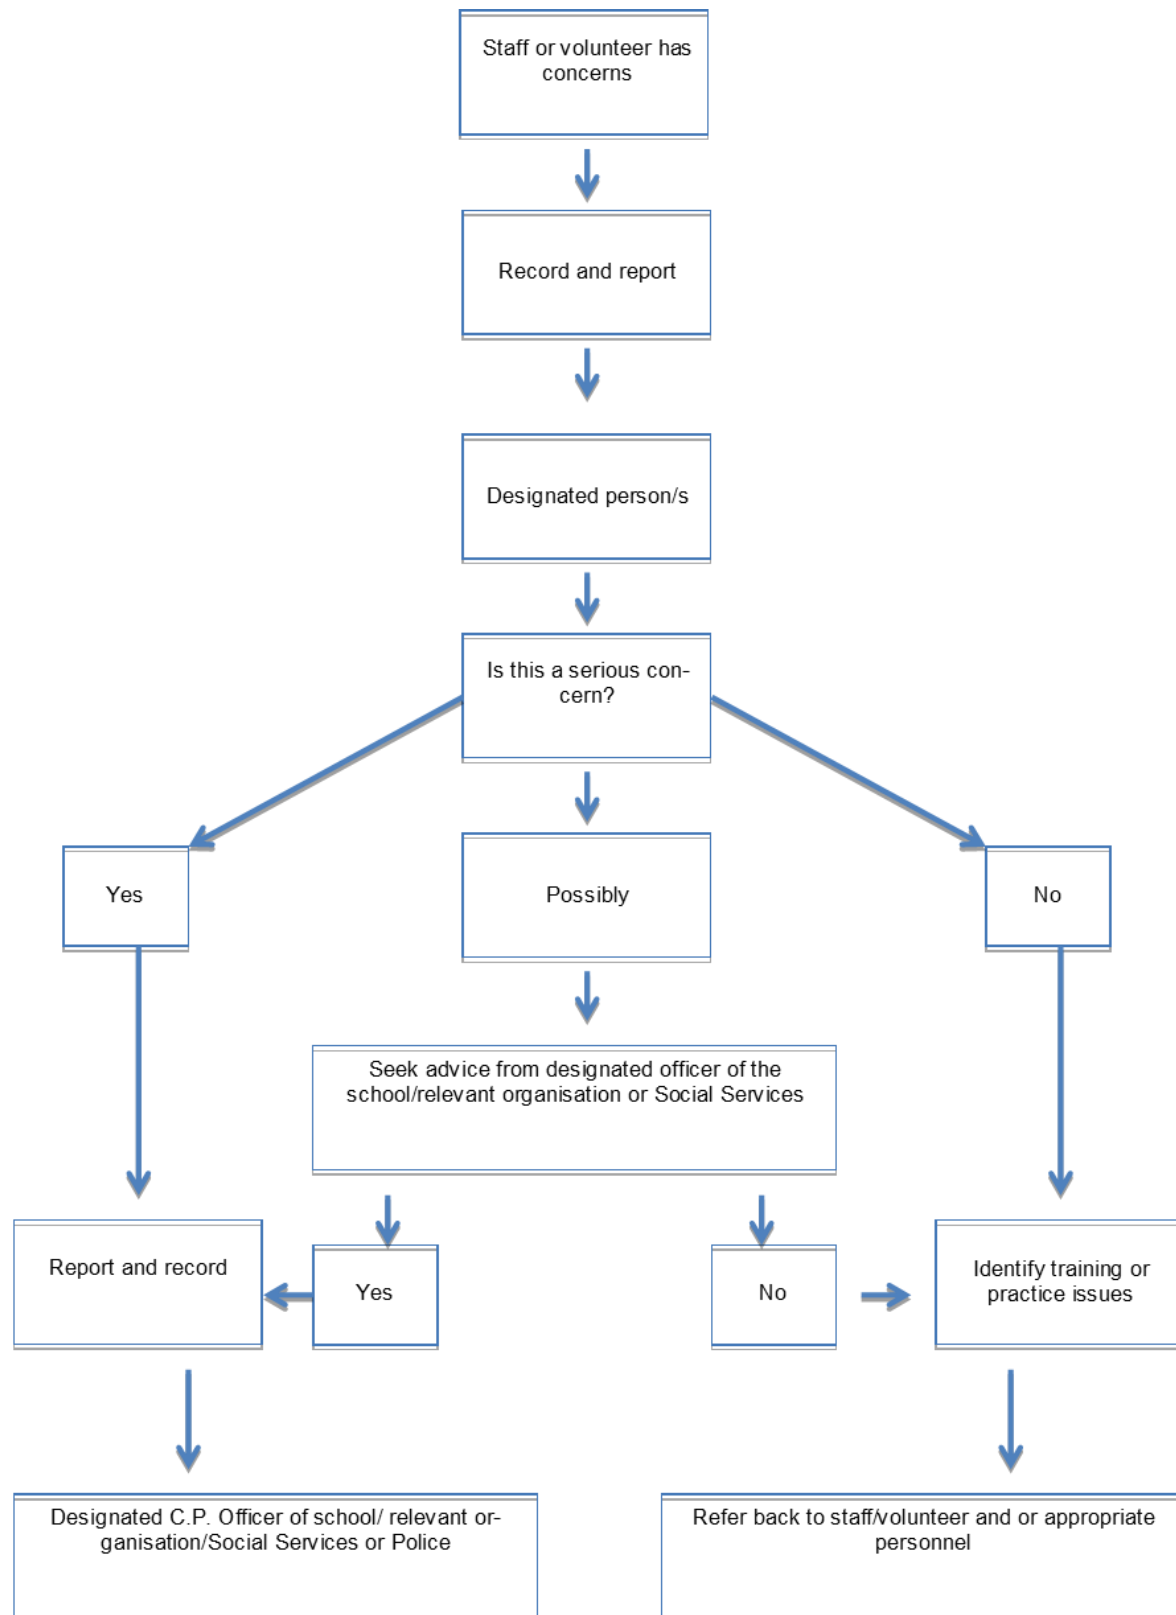 Staff or volunteer has
concerns
Record and report
Designated person/s
Is this a serious con-
cern?
Yes
Possibly
No
Seek advice from designated officer of the
school/relevant organisation or Social Services
Report and record
Yes
No
Identify training or
practice issues
Designated C.P. Officer of school/ relevant or-
ganisation/Social Services or Police
Refer back to staff/volunteer and or appropriate
personnel